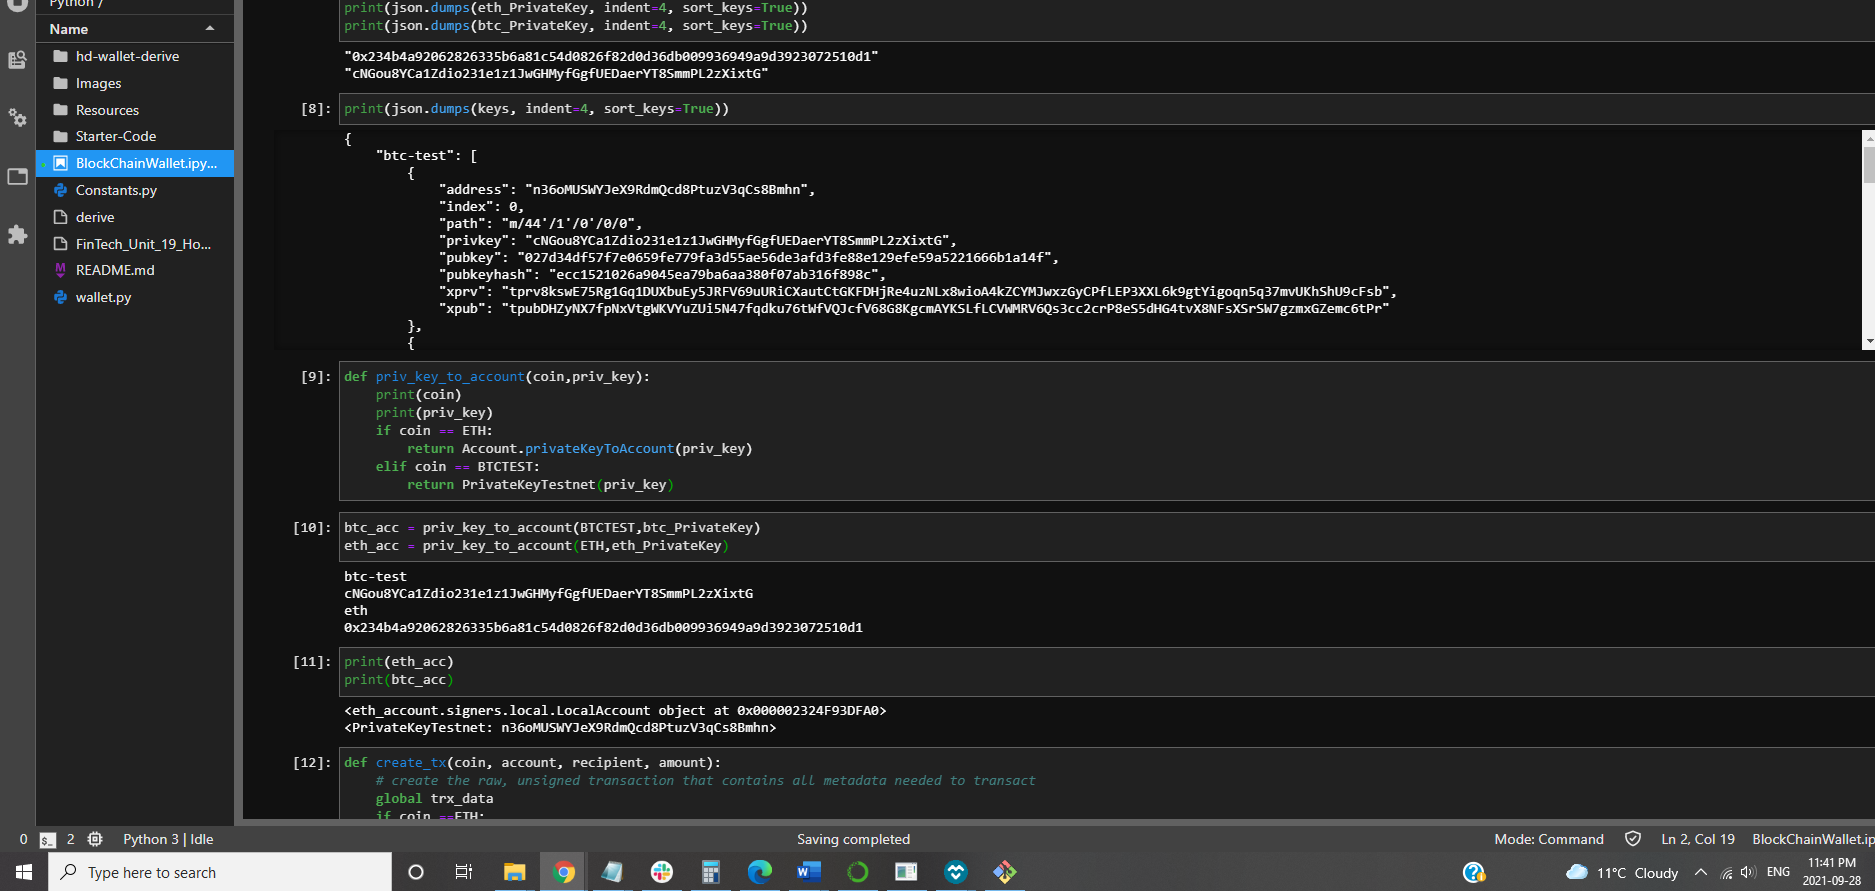 Python /
Name
hd-wallet-derive
Images
Resources
Starter-Code
BlockChainWallet.ipy...
Constants.py
derive
FinTech_Unit_19_Ho...
README.md
wallet.py
print(json.dumps(eth_PrivateKey, indent=4, sort_keys=True))
print(json.dumps(btc_PrivateKey, indent=4, sort_keys=True))
"0x234b4a92062826335b6a81c54d0826f82d0d36db009936949a9d3923072510d1"
"cNGou8YCa1Zdio231e1z1JwGHMyfGgfUEDaerYT8SmmPL2zXixtG"
[8]: print(json.dumps(keys, indent=4, sort_keys=True))
{
"btc-test": [
{
"address": "n36oMUSWYJeX9RdmQcd8PtuzV3qCs8Bmhn",
"index": 0,
"path": "m/44'/1'/0'/0/0",
"privkey": "cNGou8YCa1Zdio231e1z1JwGHMyfGgfUEDaerYT8SmmPL2zXixtG",
"pubkey": "027d34df57f7e0659fe779fa3d55ae56de3afd3fe88e129efe59a5221666b1a14f",
"pubkeyhash": "ecc1521026a9045ea79ba6aa380f07ab316f898c",
"xprv": "tprv8kswE75Rg1Gq1DUXbuEy5JRFV69uURiCXautCtGKFDHjRe4uzNLx8wioA4kZCYMJwxzGyCPfLEP3XXL6k9gtYigoqn5q37mvUKhShU9cFsb",
"xpub": "tpubDHZyNX7fpNxVtgWKVYuZUi5N47fqdku76tWfVQJcfV68G8KgcmAYKSLfLCVWMRV6Qs3cc2crP8eS5dHG4tvX8NFsXSrSW7gzmxGZemc6tPr"
},
{
[9]: def priv_key_to_account(coin,priv_key):
print(coin)
print(priv_key)
if coin == ETH:
return Account.privateKeyToAccount(priv_key)
elif coin == BTCTEST:
return PrivateKeyTestnet(priv_key)
[10]: btc_acc = priv_key_to_account(BTCTEST,btc_PrivateKey)
eth_acc = priv_key_to_account(ETH,eth_PrivateKey)
btc-test
cNGou8YCa1Zdio231e1z1JwGHMyfGgfUEDaerYT8SmmPL2zXixtG
eth
0x234b4a92062826335b6a81c54d0826f82d0d36db009936949a9d3923072510d1
[11]: print(eth_acc)
print(btc_acc)
<eth_account.signers.local.LocalAccount object at 0x000002324F93DFA0>
<PrivateKeyTestnet: n36oMUSWYJeX9RdmQcd8PtuzV3qCs8Bmhn>
[12]: def create_tx(coin, account, recipient, amount):
# create the raw, unsigned transaction that contains all metadata needed to transact
global trx_data
if coin ==ETH:
0 $_ 2 Python 3 | Idle Saving completed Mode: Command Ln 2, Col 19 BlockChainWallet.ip
Type here to search 11°C Cloudy ENG 11:41 PM
2021-09-28